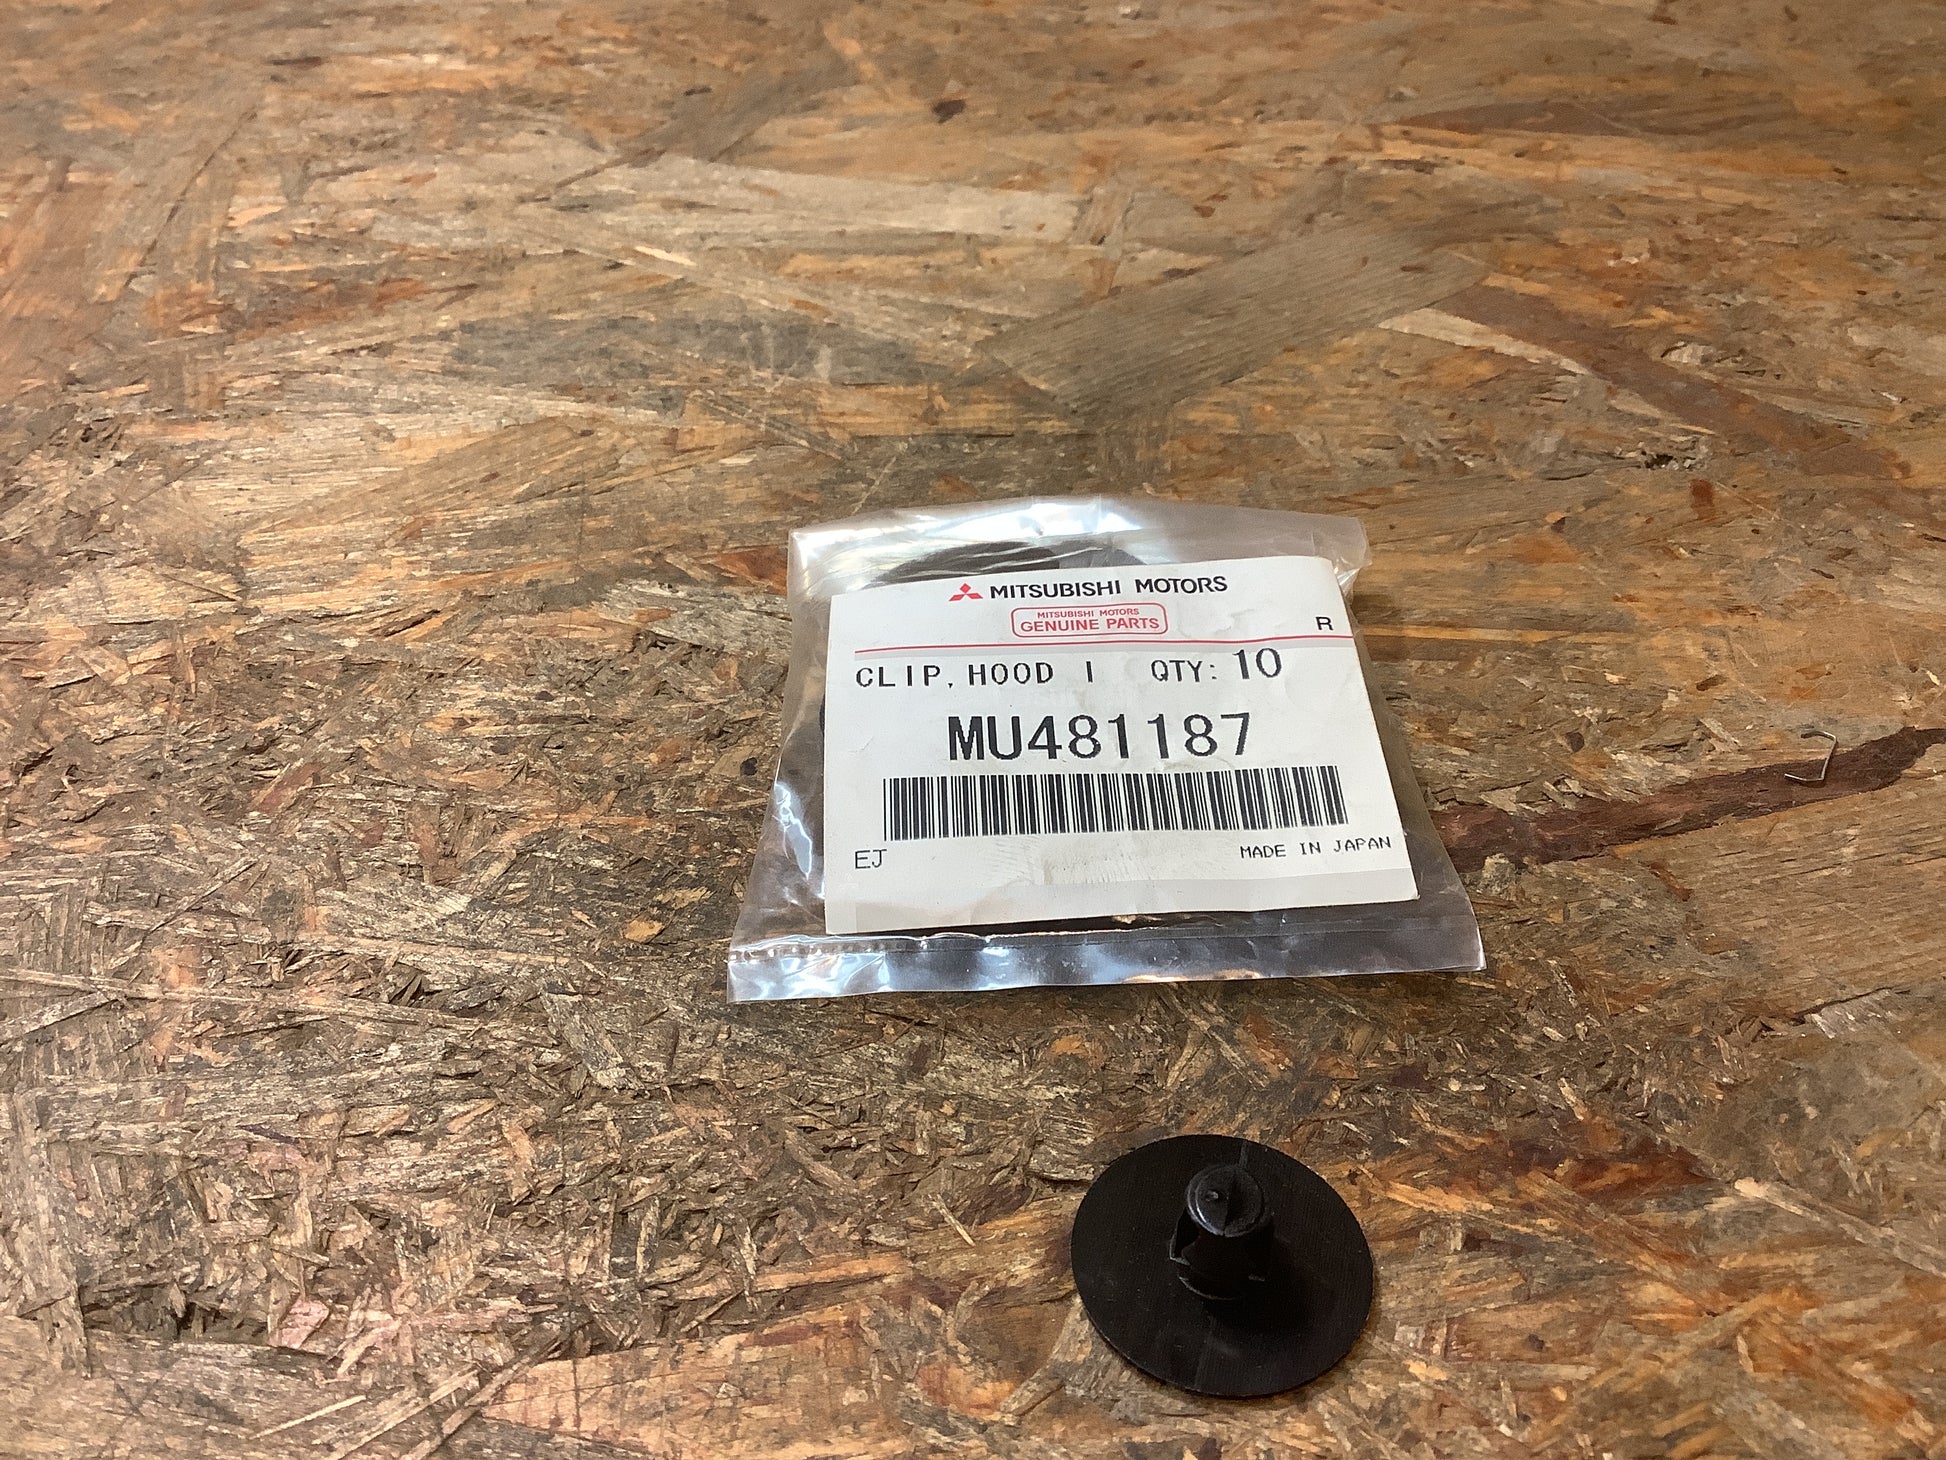 MITSUBISHI MOTORS
MITSUBISHI MOTORS
GENUINE PARTS
R
CLIP, HOOD I QTY: 10
MU481187
EJ MADE IN JAPAN